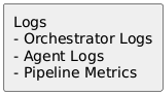 Logs
- Orchestrator Logs
- Agent Logs
- Pipeline Metrics